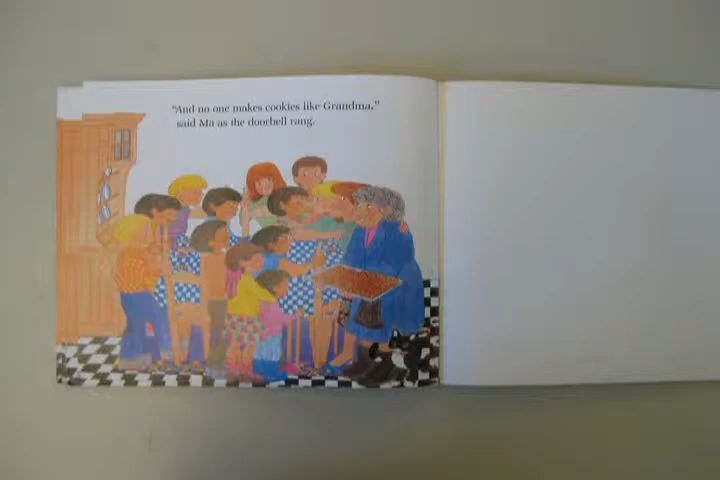 “And no one makes cookies like Grandma,”
said Ma as the doorbell rang.